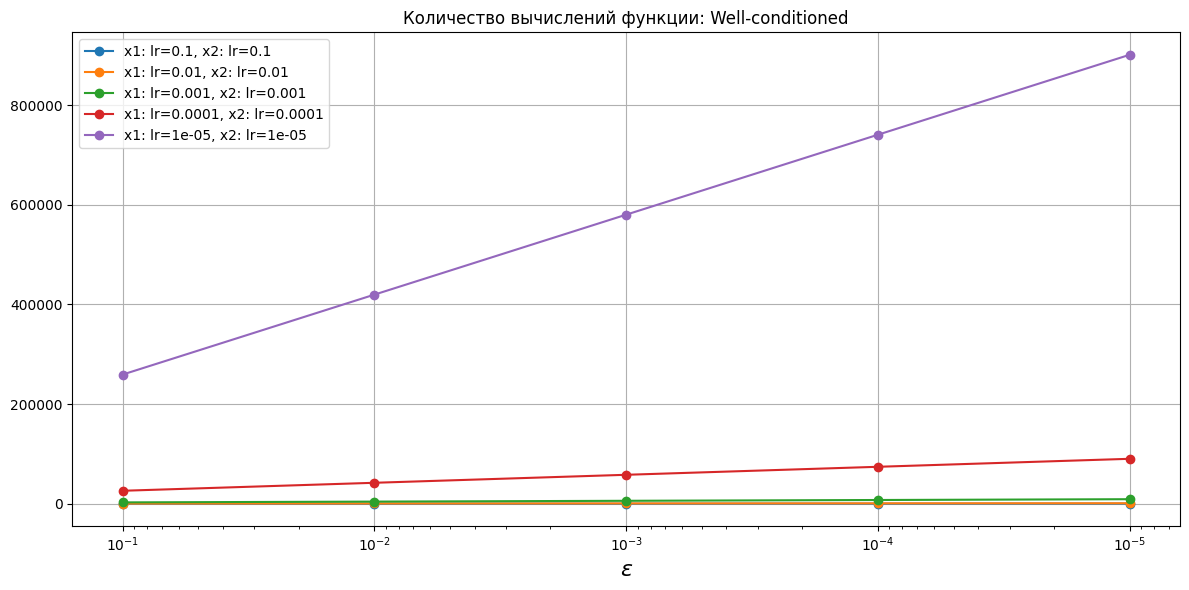 Количество вычислений функции: Well-conditioned
x1: lr=0.1, x2: lr=0.1
x1: lr=0.01, x2: lr=0.01
x1: lr=0.001, x2: lr=0.001
x1: lr=0.0001, x2: lr=0.0001
x1: lr=1e-05, x2: lr=1e-05
800000
600000
400000
200000
0
10⁻¹ 10⁻² 10⁻³ 10⁻⁴ 10⁻⁵
ε